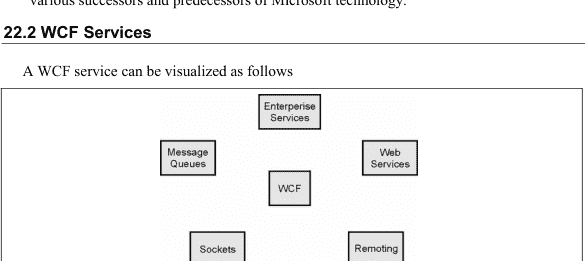 various successors and predecessors of Microsoft technology.
22.2 WCF Services
A WCF service can be visualized as follows
Enterperise
Services
Message
Queues
Web
Services
WCF
Sockets
Remoting